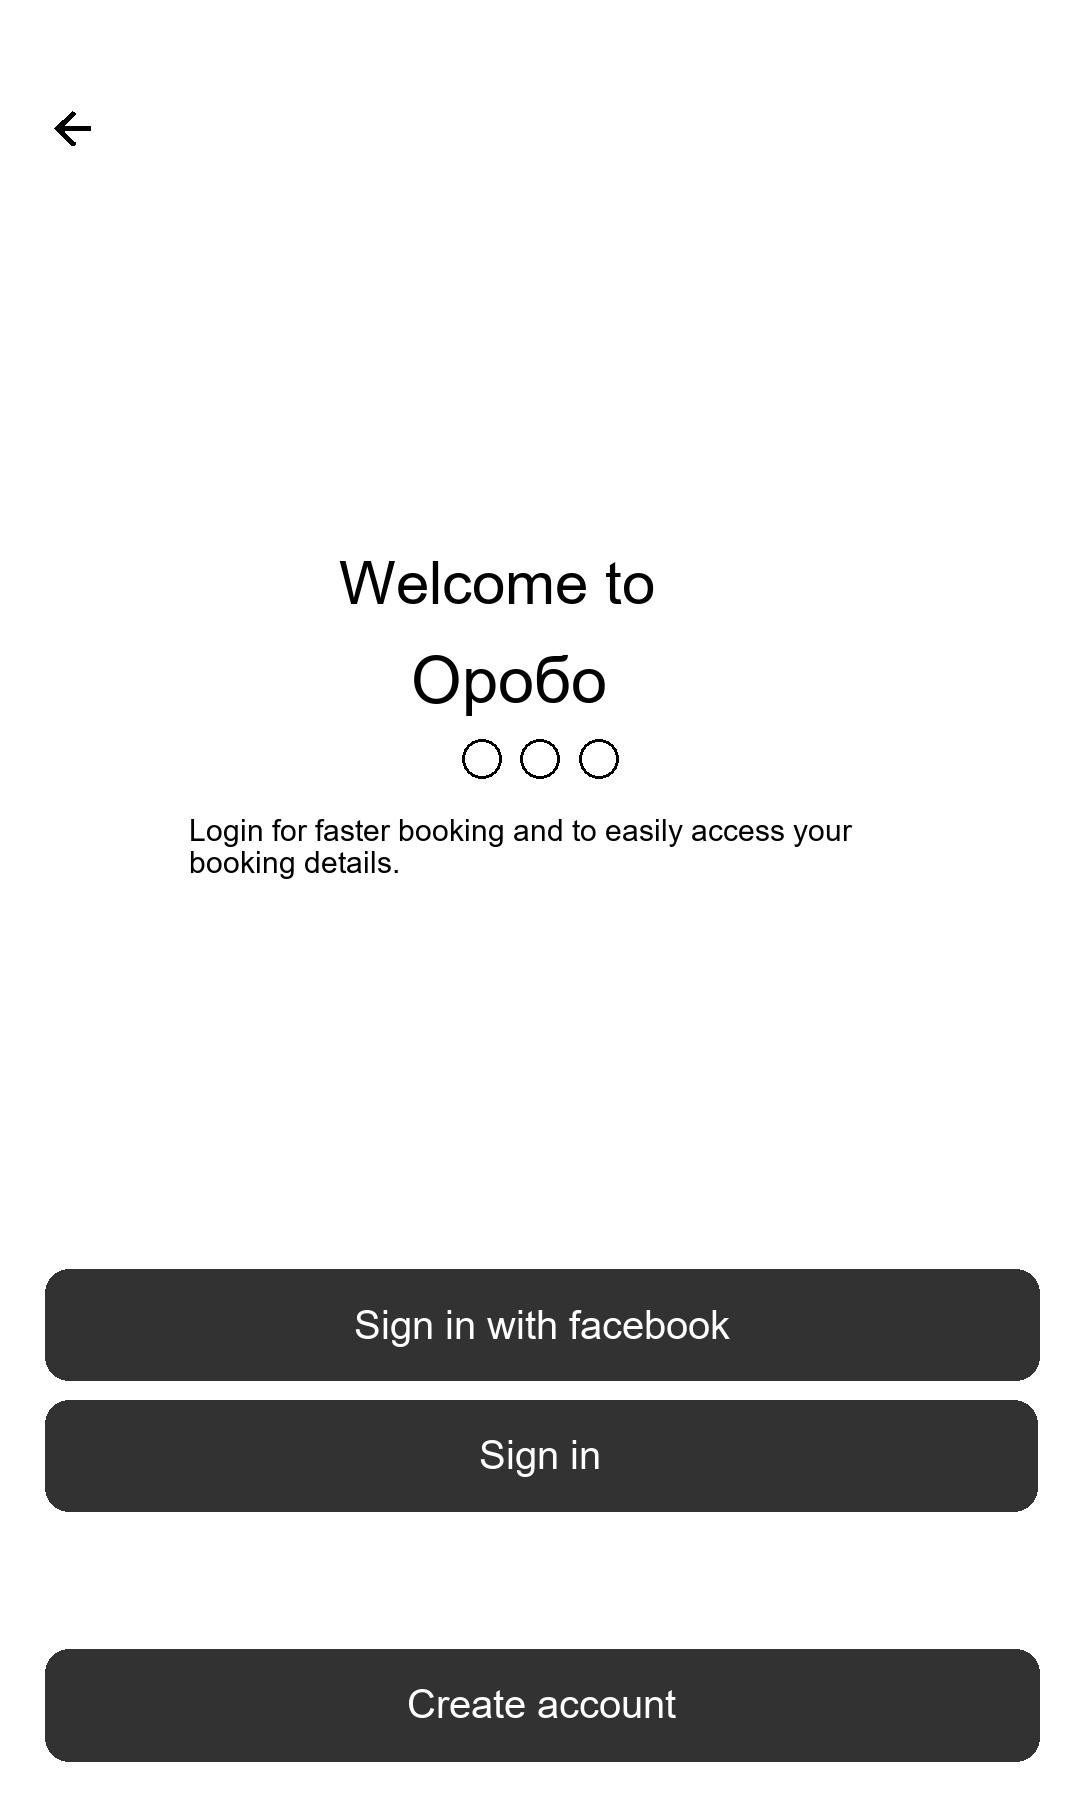 Welcome to
Оробо
Login for faster booking and to easily access your
booking details.
Sign in with facebook
Sign in
Create account